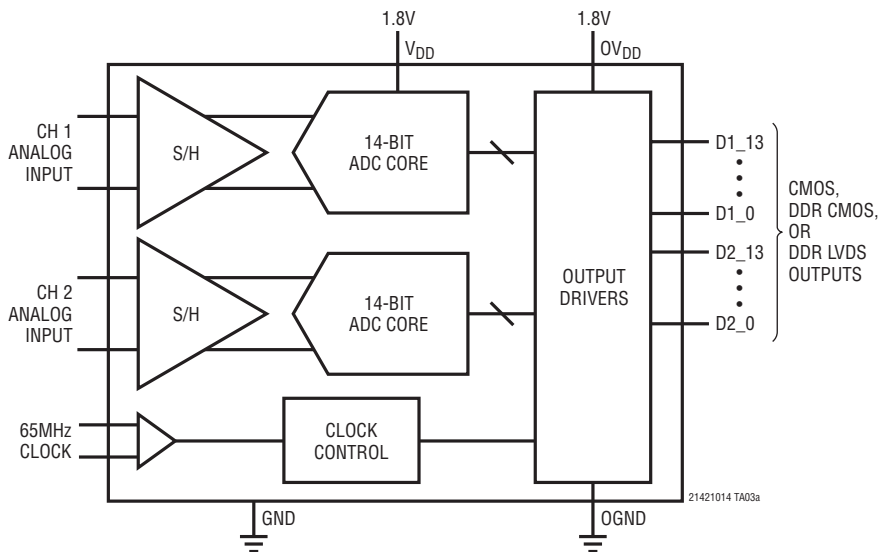 1.8V
1.8V
VDD
OVDD
CH 1
ANALOG
INPUT
S/H
14-BIT
ADC CORE
D1_13
•
•
•
D1_0
CH 2
ANALOG
INPUT
S/H
14-BIT
ADC CORE
OUTPUT
DRIVERS
D2_13
•
•
•
D2_0
CMOS,
DDR CMOS,
OR
DDR LVDS
OUTPUTS
65MHz
CLOCK
CLOCK
CONTROL
GND
OGND
21421014 TA03a